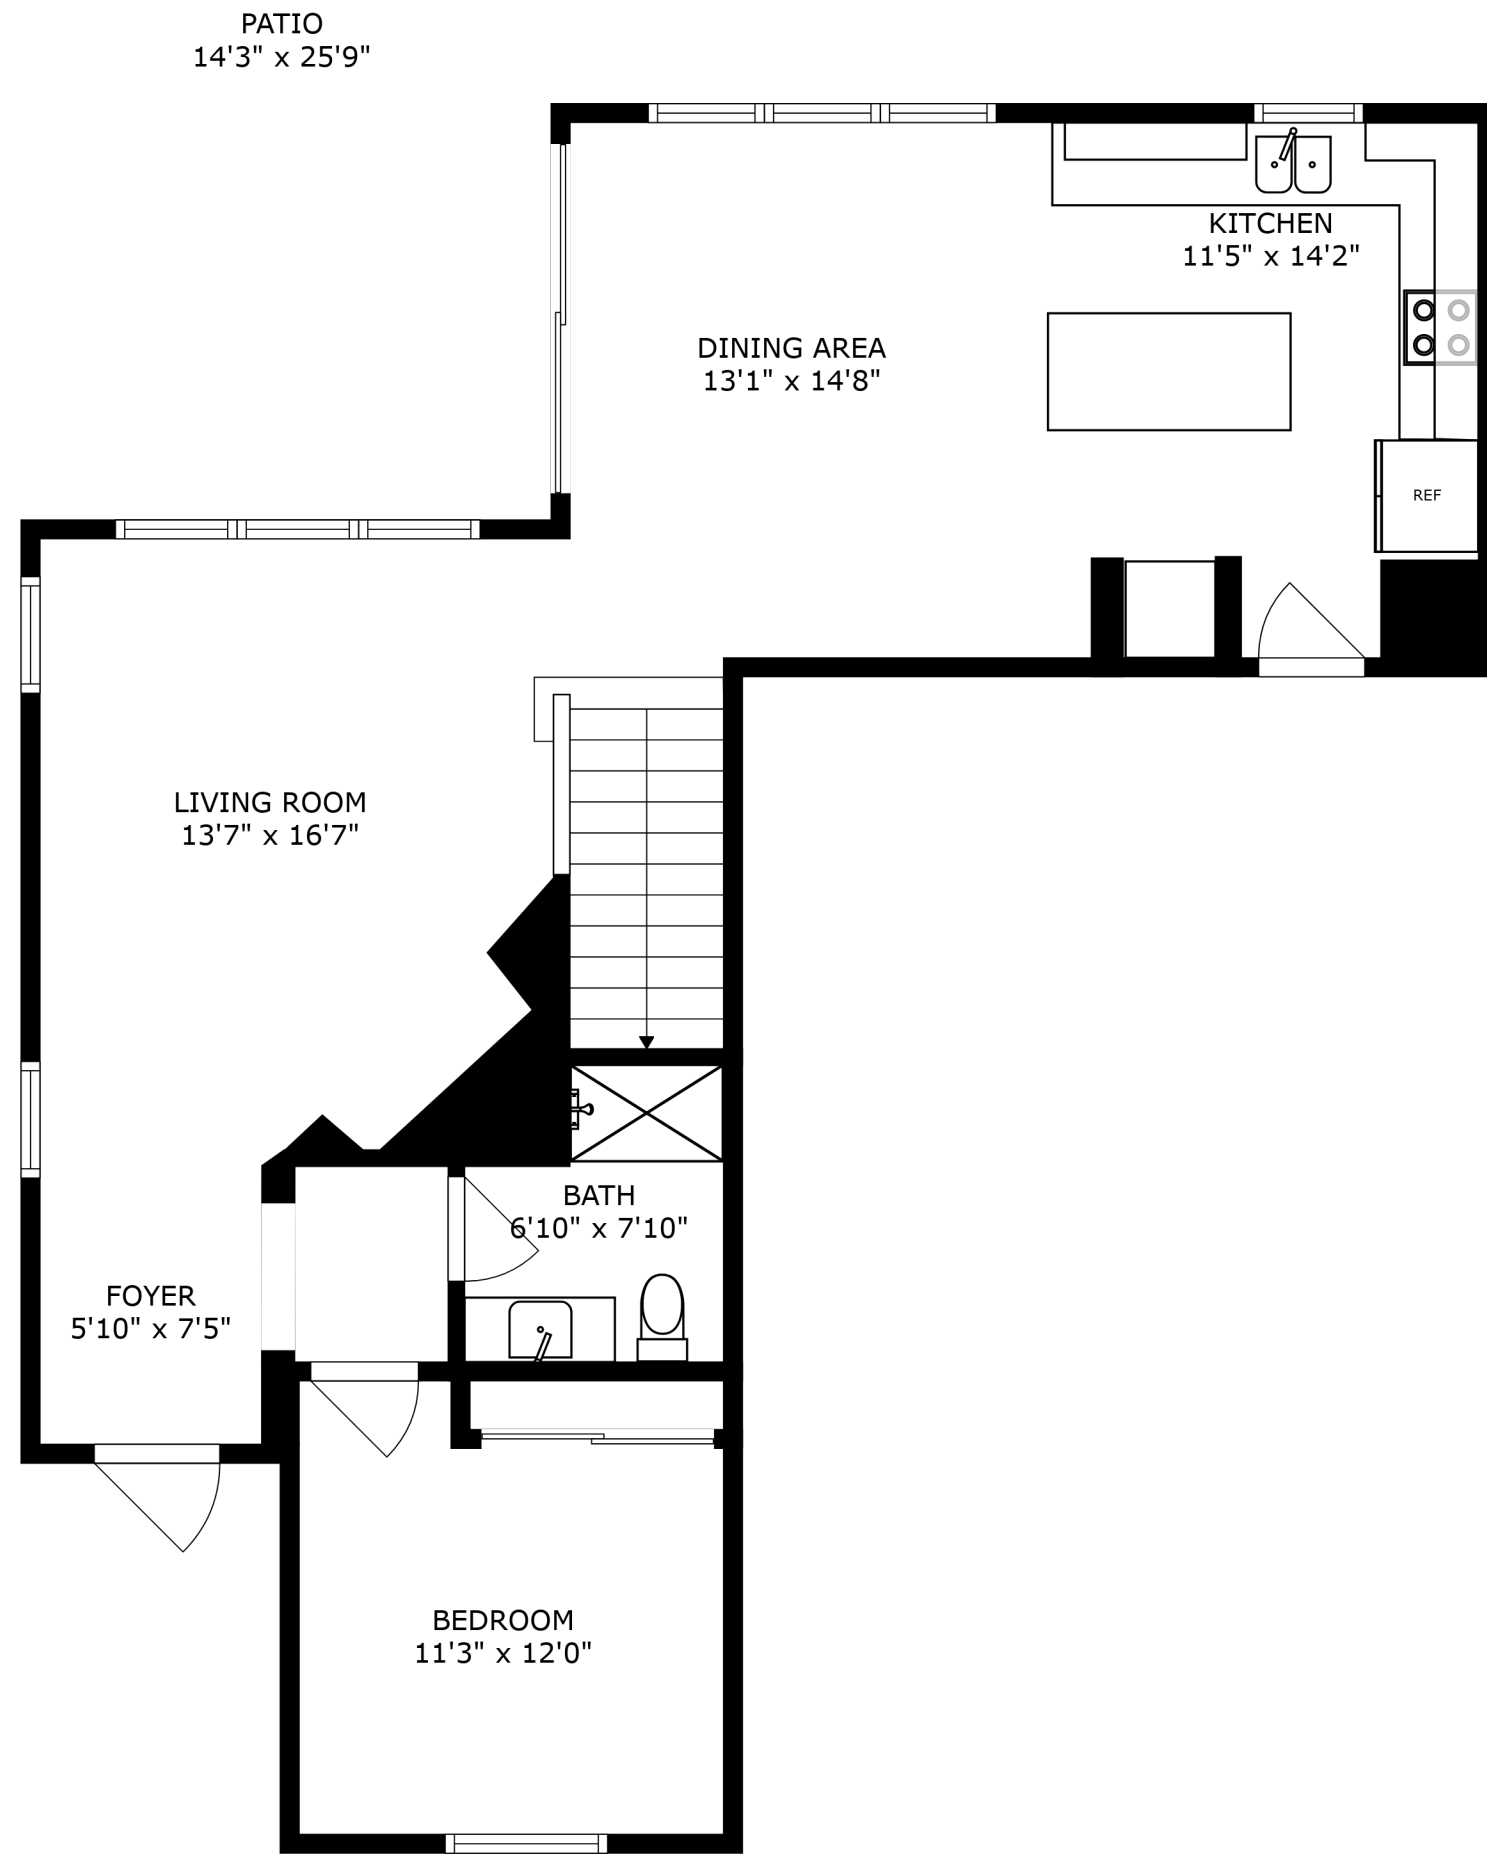 PATIO
14'3" x 25'9"
KITCHEN
11'5" x 14'2"
DINING AREA
13'1" x 14'8"
REF
LIVING ROOM
13'7" x 16'7"
BATH
6'10" x 7'10"
FOYER
5'10" x 7'5"
BEDROOM
11'3" x 12'0"